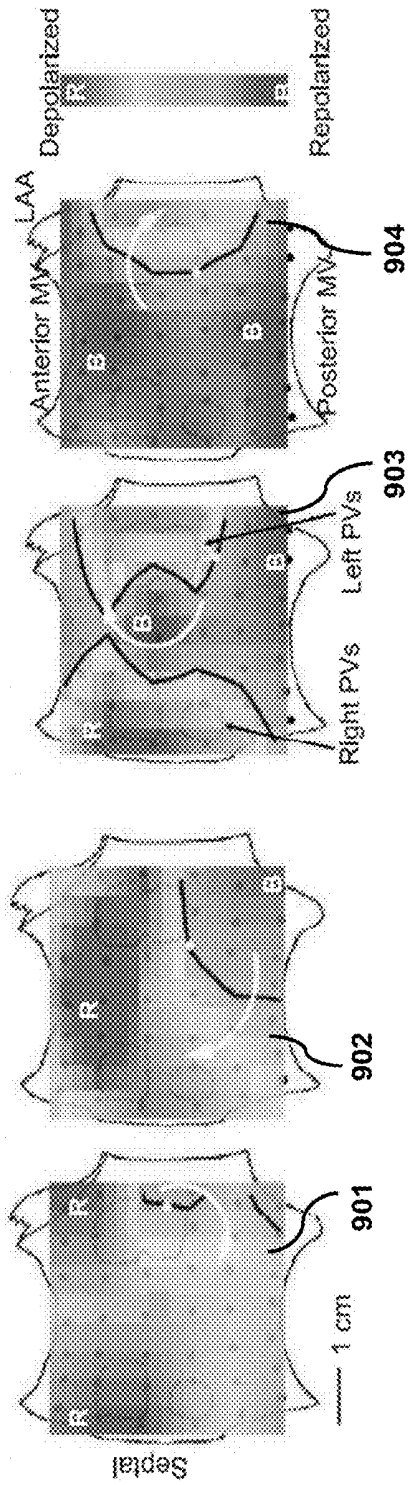 Septal
R
R
1 cm
901
R
B
902
R
B
B
Right PVs
Left PVs
903
LAA
Anterior MV
B
B
Posterior MV
904
Depolarized
R
B
Repolarized